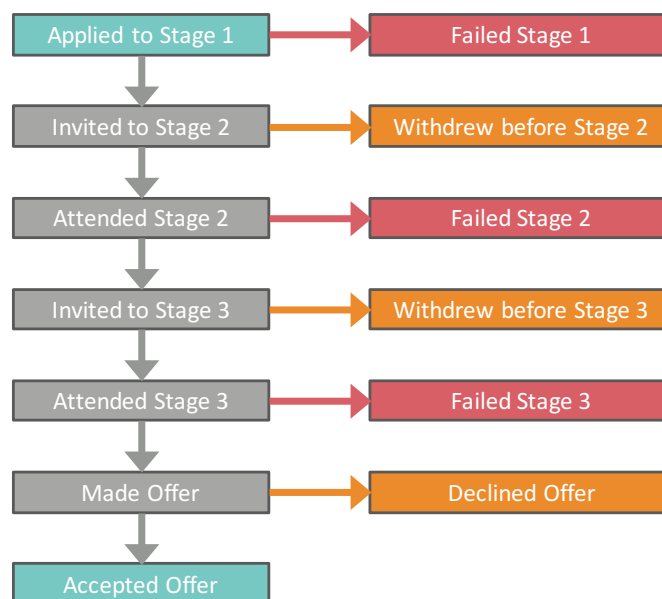 Applied to Stage 1
Failed Stage 1
Invited to Stage 2
Withdrew before Stage 2
Attended Stage 2
Failed Stage 2
Invited to Stage 3
Withdrew before Stage 3
Attended Stage 3
Failed Stage 3
Made Offer
Declined Offer
Accepted Offer